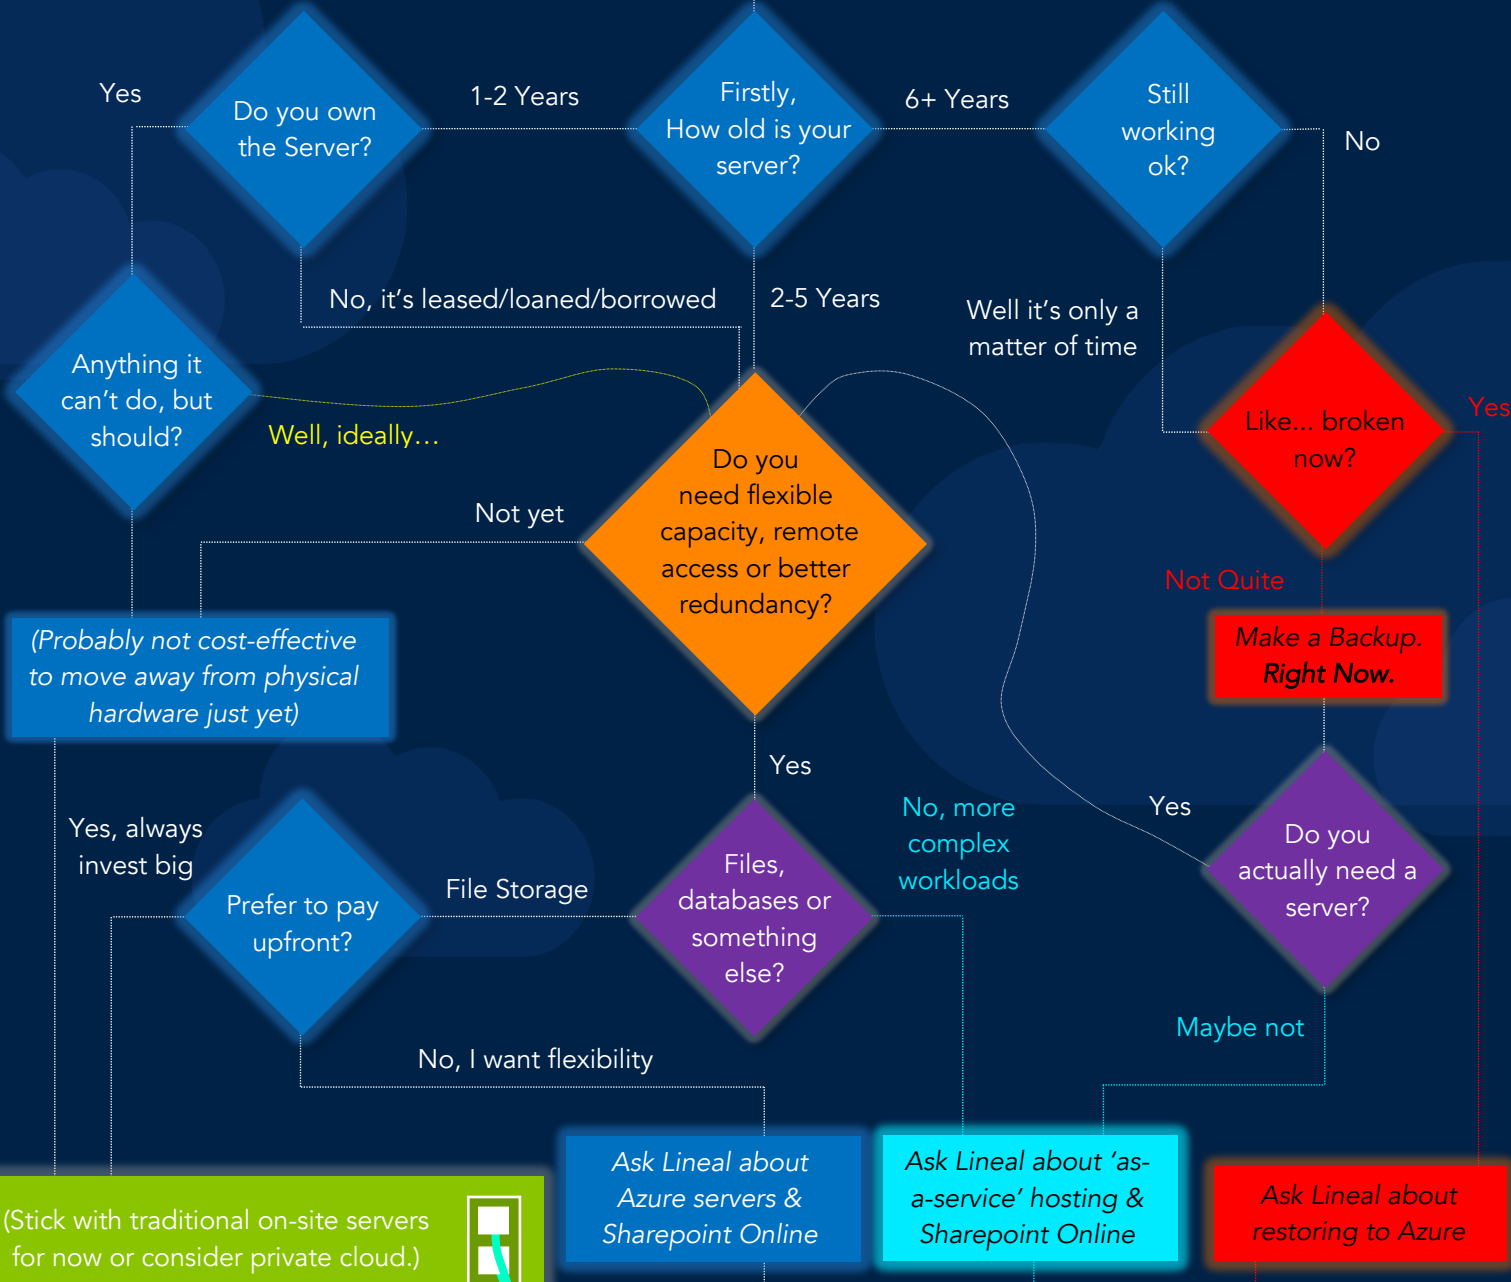 Yes
Do you own
the Server?
1-2 Years
Firstly,
How old is your
server?
6+ Years
Still
working
ok?
No
No, it's leased/loaned/borrowed
2-5 Years
Well it's only a
matter of time
Anything it
can't do, but
should?
Well, ideally...
Like... broken
now?
Yes
Do you
need flexible
capacity, remote
access or better
redundancy?
Not yet
Not Quite
(Probably not cost-effective
to move away from physical
hardware just yet)
Make a Backup.
Right Now.
Yes
Yes, always
invest big
Prefer to pay
upfront?
File Storage
Files,
databases or
something
else?
No, more
complex
workloads
Yes
Do you
actually need a
server?
Maybe not
No, I want flexibility
(Stick with traditional on-site servers
for now or consider private cloud.)
Ask Lineal about
Azure servers &
Sharepoint Online
Ask Lineal about 'as-
a-service' hosting &
Sharepoint Online
Ask Lineal about
restoring to Azure